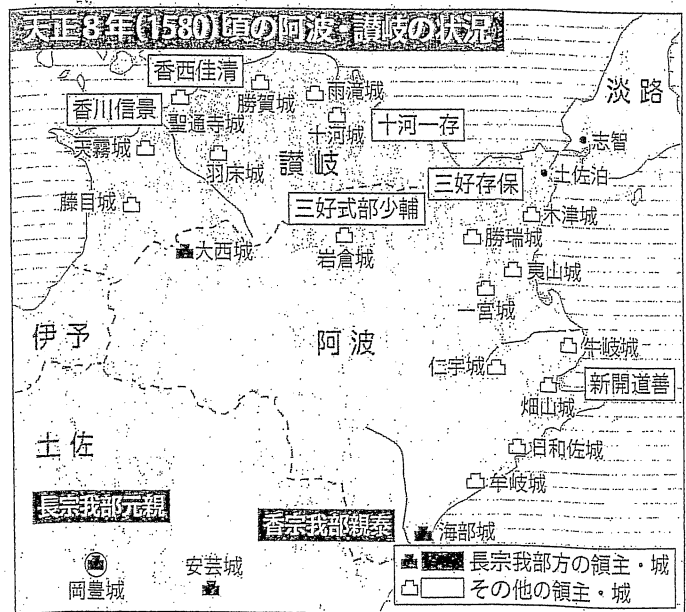 天正8年(1580)頃の阿波・讃岐の状況
香西佳清
香川信景
聖通寺城
勝賀城
雨滝城
十河城
十河一存
淡路
志智
土佐泊
天霧城
羽床城
讃岐
三好存保
藤目城
三好式部少輔
木津城
勝瑞城
大西城
岩倉城
夷山城
一宮城
伊予
阿波
牛岐城
仁宇城
新開道善
畑山城
土佐
日和佐城
牟岐城
長宗我部元親
香宗我部親泰
海部城
岡豊城
安芸城
長宗我部方の領主・城
その他の領主・城